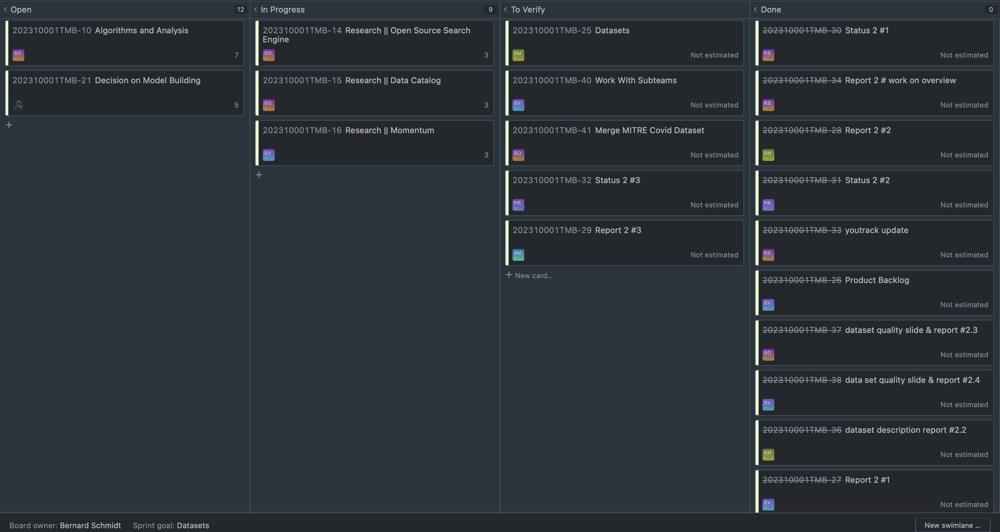 Open 12
202310001TMB-10 Algorithms and Analysis
SO 7
202310001TMB-21 Decision on Model Building
5
In Progress 9
202310001TMB-14 Research || Open Source Search
Engine
SO 3
202310001TMB-15 Research || Data Catalog
SO 3
202310001TMB-16 Research || Momentum
SV 3
To Verify
202310001TMB-25 Datasets
BM Not estimated
202310001TMB-40 Work With Subteams
SV Not estimated
202310001TMB-41 Merge MITRE Covid Dataset
SO Not estimated
202310001TMB-32 Status 2 #3
PR Not estimated
202310001TMB-29 Report 2 #3
SM Not estimated
New card...
Done 0
202310001TMB-30 Status 2 #1
RS Not estimated
202310001TMB-34 Report 2 # work on overview
RS Not estimated
202310001TMB-28 Report 2 #2
BM Not estimated
202310001TMB-31 Status 2 #2
PR Not estimated
202310001TMB-33 youtrack update
RS Not estimated
202310001TMB-26 Product Backlog
SV Not estimated
202310001TMB-37 dataset quality slide & report #2.3
SO Not estimated
202310001TMB-38 data set quality slide & report #2.4
SV Not estimated
202310001TMB-36 dataset description report #2.2
BM Not estimated
202310001TMB-27 Report 2 #1
SV Not estimated
Board owner: Bernard Schmidt Sprint goal: Datasets New swimlane ...